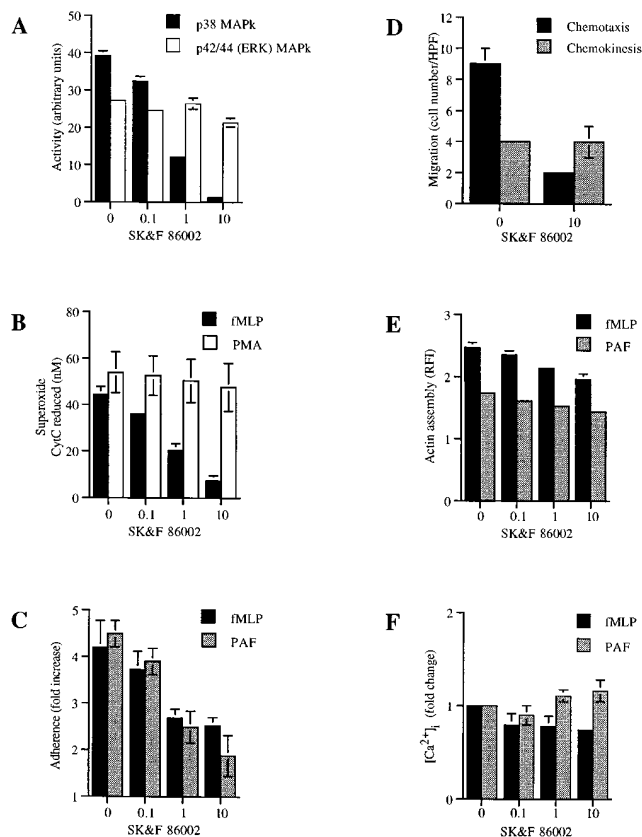 A
p38 MAPk
p42/44 (ERK) MAPk
Activity (arbitrary units)
50
40
30
20
10
0
0 0.1 1 10
SK&F 86002
D
Chemotaxis
Chemokinesis
Migration (cell number/HPF)
12
10
8
6
4
2
0
0 10
SK&F 86002
B
fMLP
PMA
Superoxide
CytC reduced (nM)
80
60
40
20
0
0 0.1 1 10
SK&F 86002
E
fMLP
PAF
Actin assembly (RFI)
3
2
1
0 0.1 1 10
SK&F 86002
C
fMLP
PAF
Adherence (fold increase)
5
4
3
2
1
0 0.1 1 10
SK&F 86002
F
fMLP
PAF
[Ca2+]i (fold change)
2
1
0
0 0.1 1 10
SK&F 86002